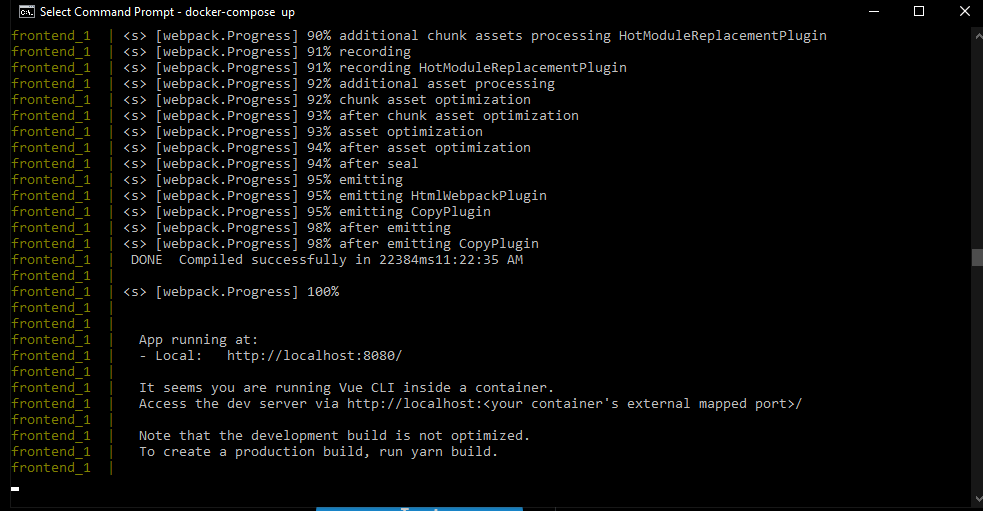 Select Command Prompt - docker-compose up
frontend_1 | <s> [webpack.Progress] 90% additional chunk assets processing HotModuleReplacementPlugin
frontend_1 | <s> [webpack.Progress] 91% recording
frontend_1 | <s> [webpack.Progress] 91% recording HotModuleReplacementPlugin
frontend_1 | <s> [webpack.Progress] 92% additional asset processing
frontend_1 | <s> [webpack.Progress] 92% chunk asset optimization
frontend_1 | <s> [webpack.Progress] 93% after chunk asset optimization
frontend_1 | <s> [webpack.Progress] 93% asset optimization
frontend_1 | <s> [webpack.Progress] 94% after asset optimization
frontend_1 | <s> [webpack.Progress] 94% after seal
frontend_1 | <s> [webpack.Progress] 95% emitting
frontend_1 | <s> [webpack.Progress] 95% emitting HtmlWebpackPlugin
frontend_1 | <s> [webpack.Progress] 95% emitting CopyPlugin
frontend_1 | <s> [webpack.Progress] 98% after emitting
frontend_1 | <s> [webpack.Progress] 98% after emitting CopyPlugin
frontend_1 | DONE Compiled successfully in 22384ms11:22:35 AM
frontend_1 |
frontend_1 | <s> [webpack.Progress] 100%
frontend_1 |
frontend_1 |
frontend_1 | App running at:
frontend_1 | - Local: http://localhost:8080/
frontend_1 |
frontend_1 | It seems you are running Vue CLI inside a container.
frontend_1 | Access the dev server via http://localhost:<your container's external mapped port>/
frontend_1 |
frontend_1 | Note that the development build is not optimized.
frontend_1 | To create a production build, run yarn build.
frontend_1 |